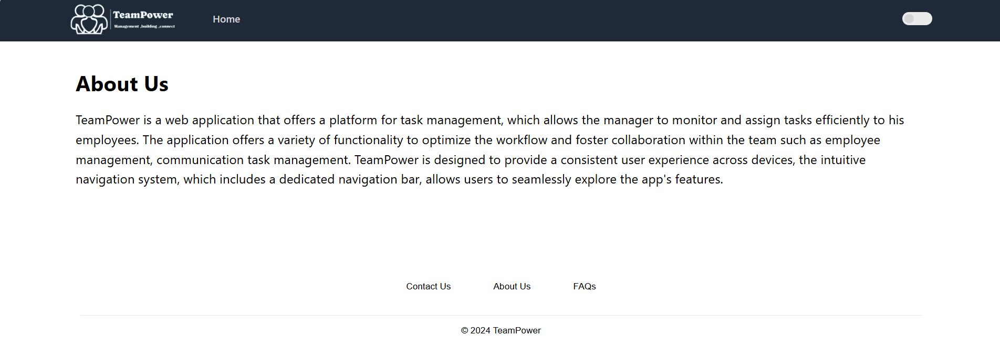 TeamPower
Management ,building ,connect
Home
About Us
TeamPower is a web application that offers a platform for task management, which allows the manager to monitor and assign tasks efficiently to his
employees. The application offers a variety of functionality to optimize the workflow and foster collaboration within the team such as employee
management, communication task management. TeamPower is designed to provide a consistent user experience across devices, the intuitive
navigation system, which includes a dedicated navigation bar, allows users to seamlessly explore the app's features.
Contact Us
About Us
FAQs
© 2024 TeamPower